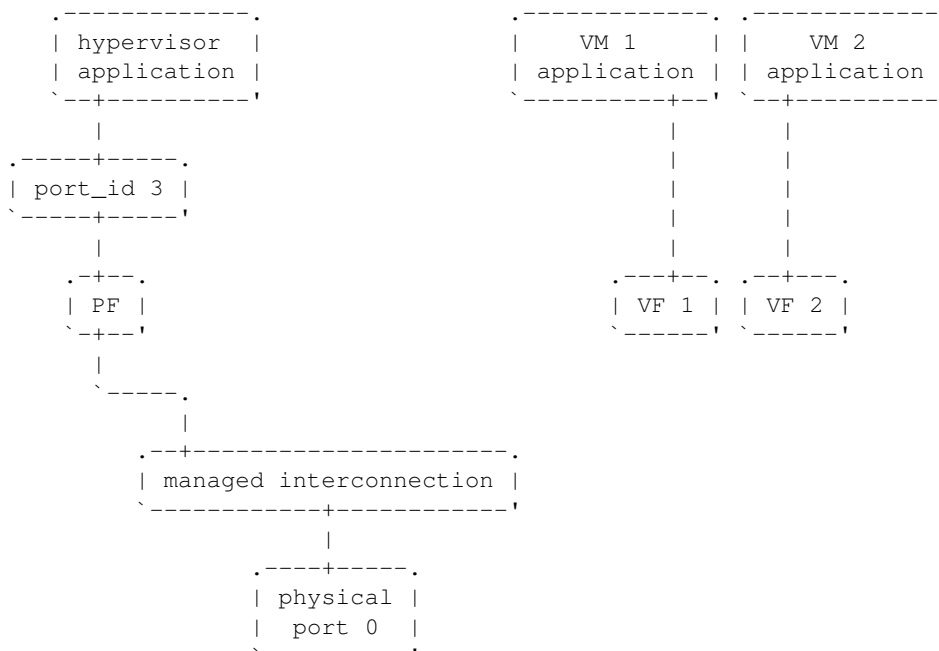 hypervisor VM 1 VM 2
application application application
port_id 3
PF VF 1 VF 2
managed interconnection
physical
port 0